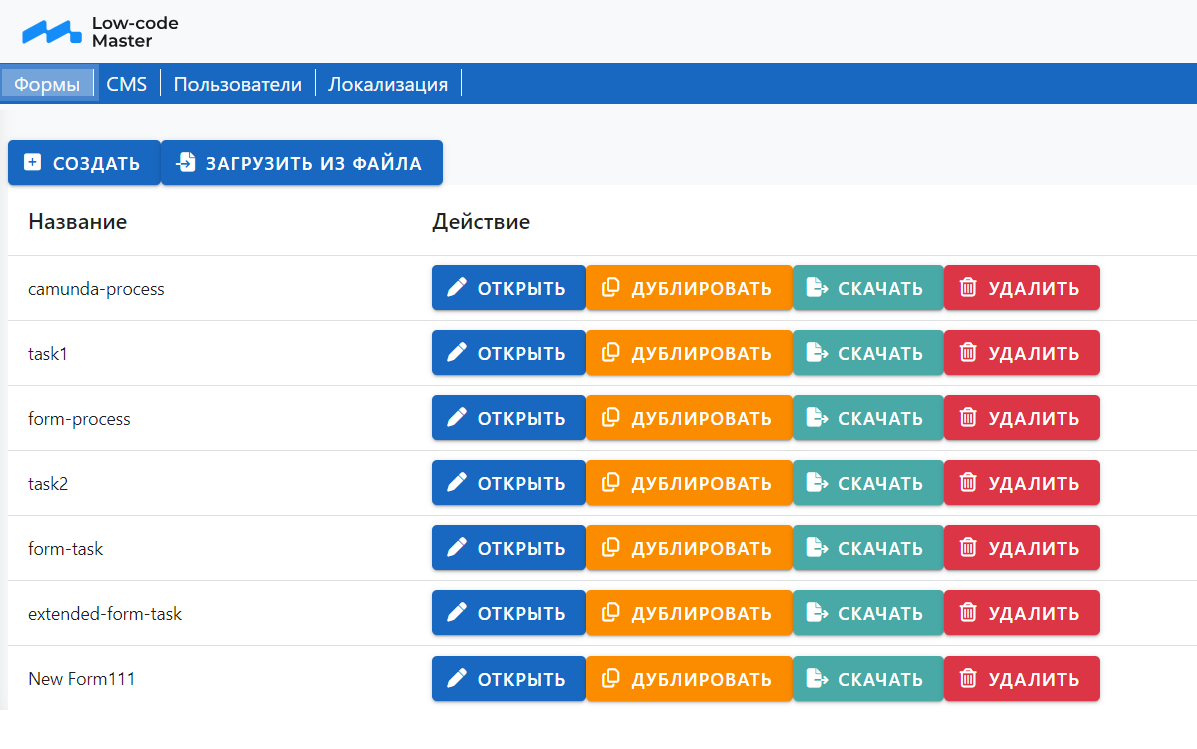 Low-code
Master
Формы CMS Пользователи Локализация
СОЗДАТЬ ЗАГРУЗИТЬ ИЗ ФАЙЛА
Название Действие
camunda-process ОТКРЫТЬ ДУБЛИРОВАТЬ СКАЧАТЬ УДАЛИТЬ
task1 ОТКРЫТЬ ДУБЛИРОВАТЬ СКАЧАТЬ УДАЛИТЬ
form-process ОТКРЫТЬ ДУБЛИРОВАТЬ СКАЧАТЬ УДАЛИТЬ
task2 ОТКРЫТЬ ДУБЛИРОВАТЬ СКАЧАТЬ УДАЛИТЬ
form-task ОТКРЫТЬ ДУБЛИРОВАТЬ СКАЧАТЬ УДАЛИТЬ
extended-form-task ОТКРЫТЬ ДУБЛИРОВАТЬ СКАЧАТЬ УДАЛИТЬ
New Form111 ОТКРЫТЬ ДУБЛИРОВАТЬ СКАЧАТЬ УДАЛИТЬ